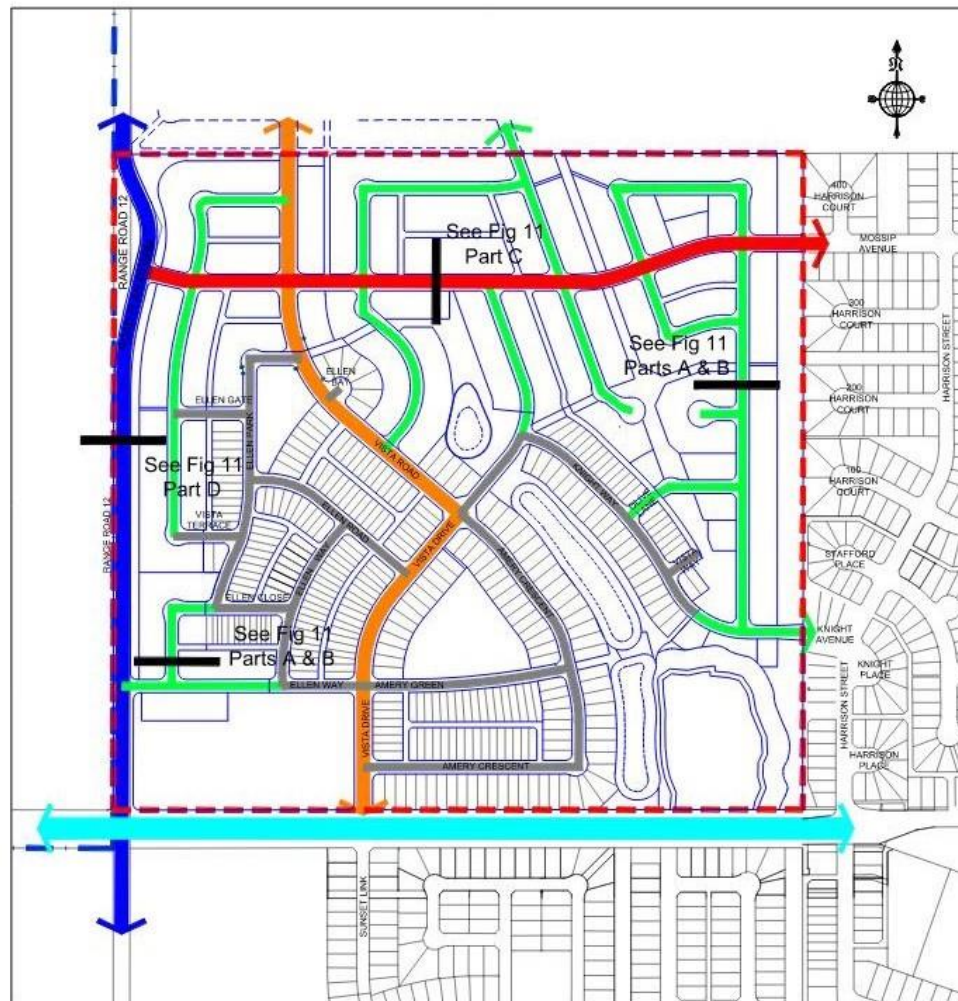 N
400
HARRISON
COURT
MOSSIP
AVENUE
RANGE ROAD 12
See Fig 11
Part C
300
HARRISON
COURT
HARRISON STREET
See Fig 11
Parts A & B
ELLEN
BAY
200
HARRISON
COURT
ELLEN GATE
ELLEN PARK
VISTA ROAD
See Fig 11
Part D
KNIGHT WAY
100
HARRISON
COURT
VISTA
TERRACE
RANGE ROAD 12
ELLEN ROAD
VISTA DRIVE
ELLEN WAY
AMERY CRESCENT
STAFFORD
PLACE
ELLEN CLOSE
See Fig 11
Parts A & B
KNIGHT
AVENUE
KNIGHT
PLACE
ELLEN WAY
AMERY GREEN
VISTA DRIVE
HARRISON STREET
AMERY CRESCENT
HARRISON
PLACE
SUNSET LINK